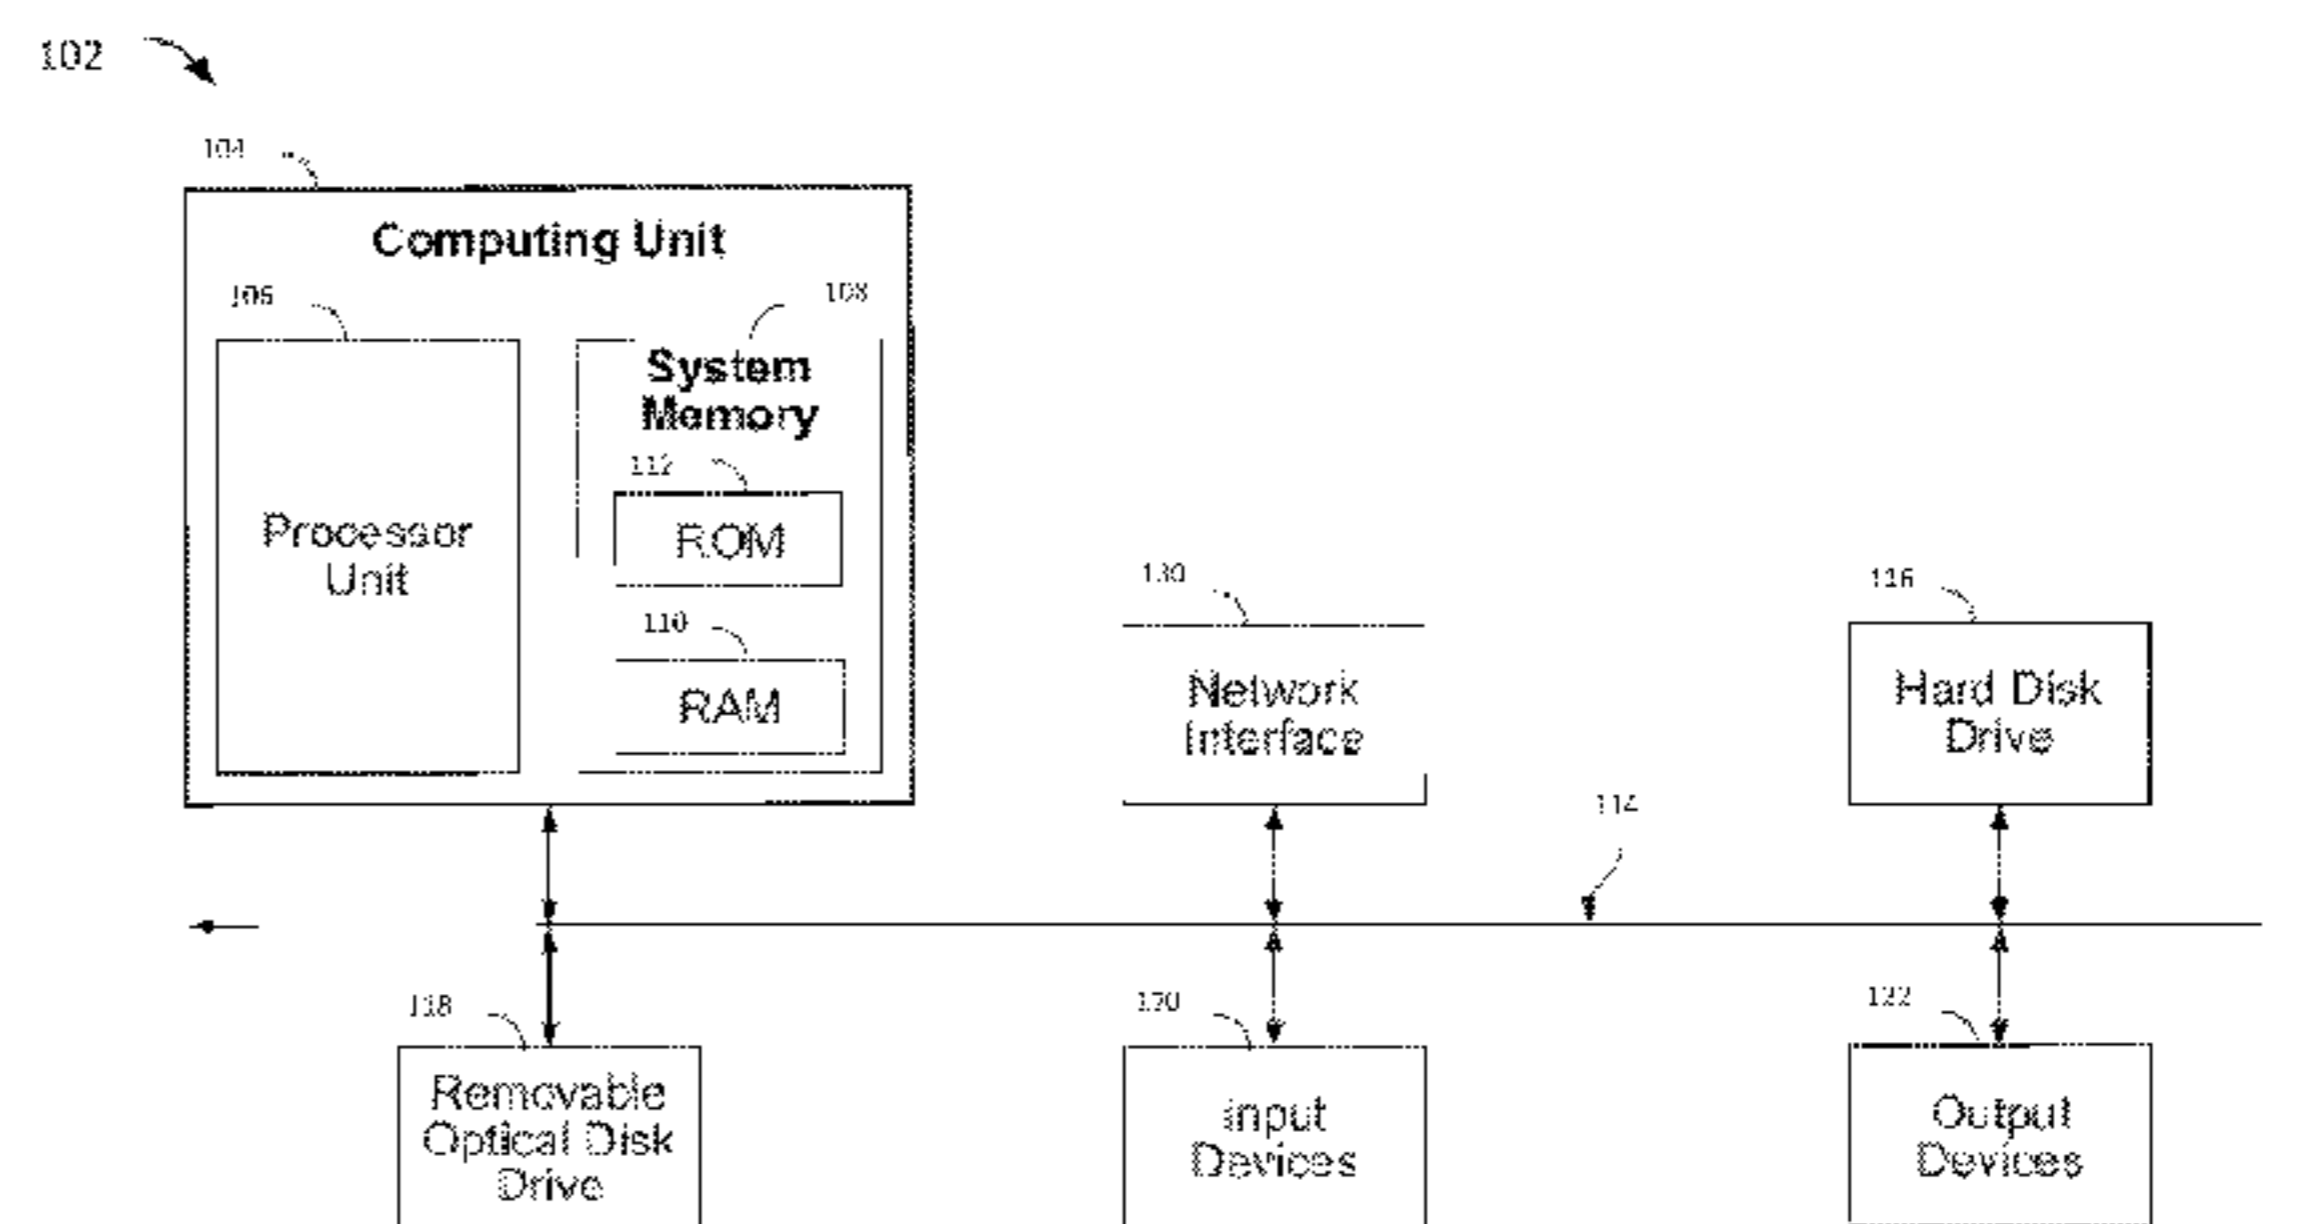 102
104
Computing Unit
106
108
System
Memory
112
ROM
Processor
Unit
110
RAM
130
Network
Interface
116
Hard Disk
Drive
114
118
Removable
Optical Disk
Drive
120
Input
Devices
122
Output
Devices